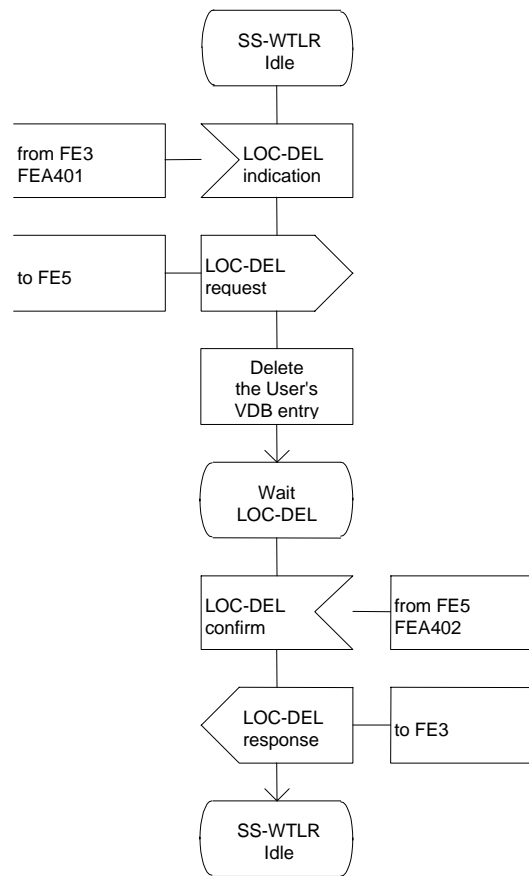 SS-WTLR
Idle
from FE3
FEA401
LOC-DEL
indication
to FE5
LOC-DEL
request
Delete
the User's
VDB entry
Wait
LOC-DEL
LOC-DEL
confirm
from FE5
FEA402
LOC-DEL
response
to FE3
SS-WTLR
Idle